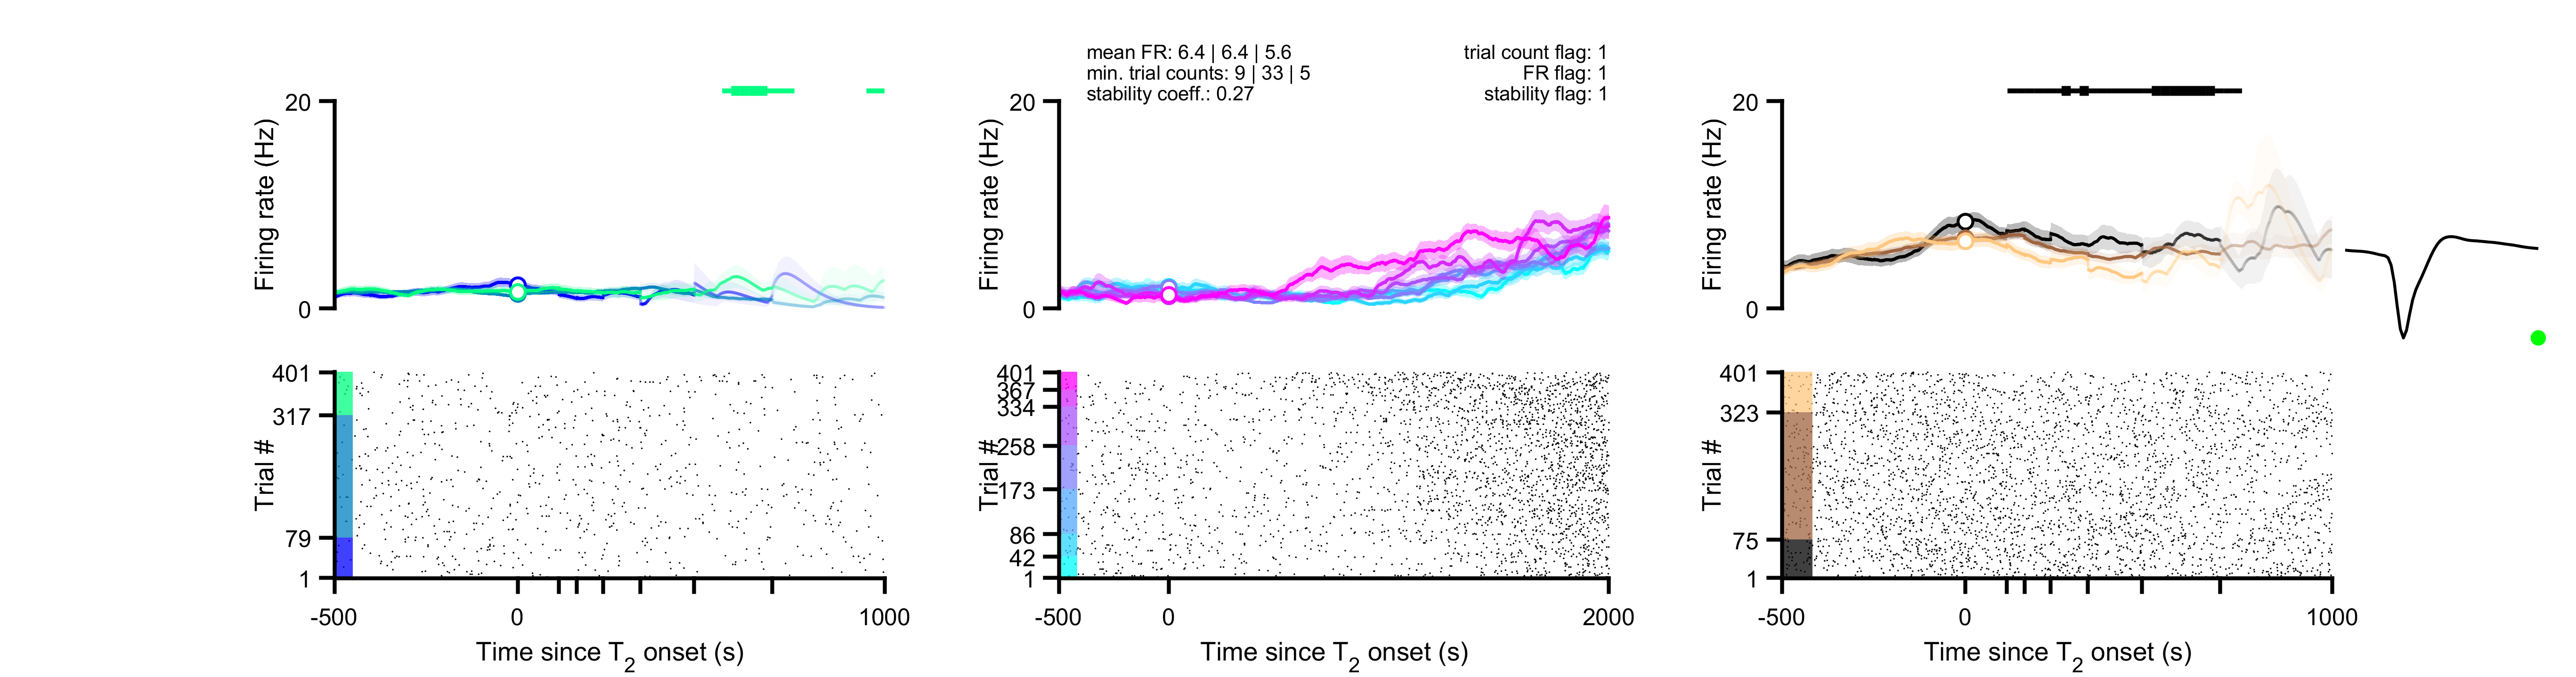 mean FR: 6.4 | 6.4 | 5.6
min. trial counts: 9 | 33 | 5
stability coeff.: 0.27
trial count flag: 1
FR flag: 1
stability flag: 1
20
Firing rate (Hz)
0
20
Firing rate (Hz)
0
20
Firing rate (Hz)
0
401
317
Trial #
79
1
-500
0
1000
Time since T2 onset (s)
401
367
334
258
Trial #
173
86
42
1
-500
0
2000
Time since T2 onset (s)
401
323
Trial #
75
1
-500
0
1000
Time since T2 onset (s)